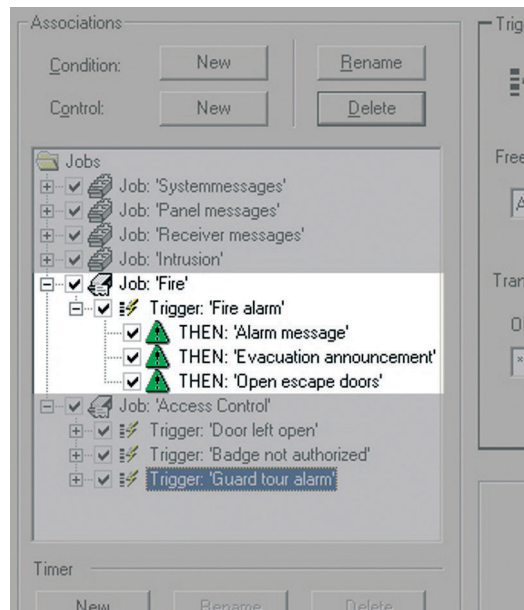 Associations
Trig
Condition: New Rename
Control: New Delete
Free
A
Jobs
Job: 'Systemmessages'
Job: 'Panel messages'
Job: 'Receiver messages'
Job: 'Intrusion'
Job: 'Fire'
Tran
Trigger: 'Fire alarm'
THEN: 'Alarm message'
THEN: 'Evacuation announcement'
THEN: 'Open escape doors'
Job: 'Access Control'
Trigger: 'Door left open'
Trigger: 'Badge not authorized'
Trigger: 'Guard tour alarm'
Timer
New Rename Delete